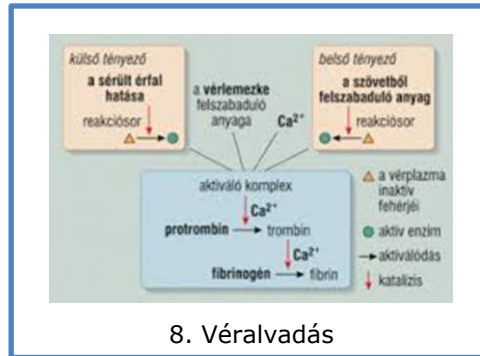 külső tényező
a sérült érfal
hatása
reakciósor
a vérlemezke
felszabaduló
anyaga
Ca2+
belső tényező
a szövetből
felszabaduló anyag
reakciósor
aktiváló komplex
Ca2+
protrombin → trombin
Ca2+
fibrinogén → fibrin
a vérplazma
inaktív
fehérjéi
aktív enzim
aktiválódás
katalízis
8. Véralvadás